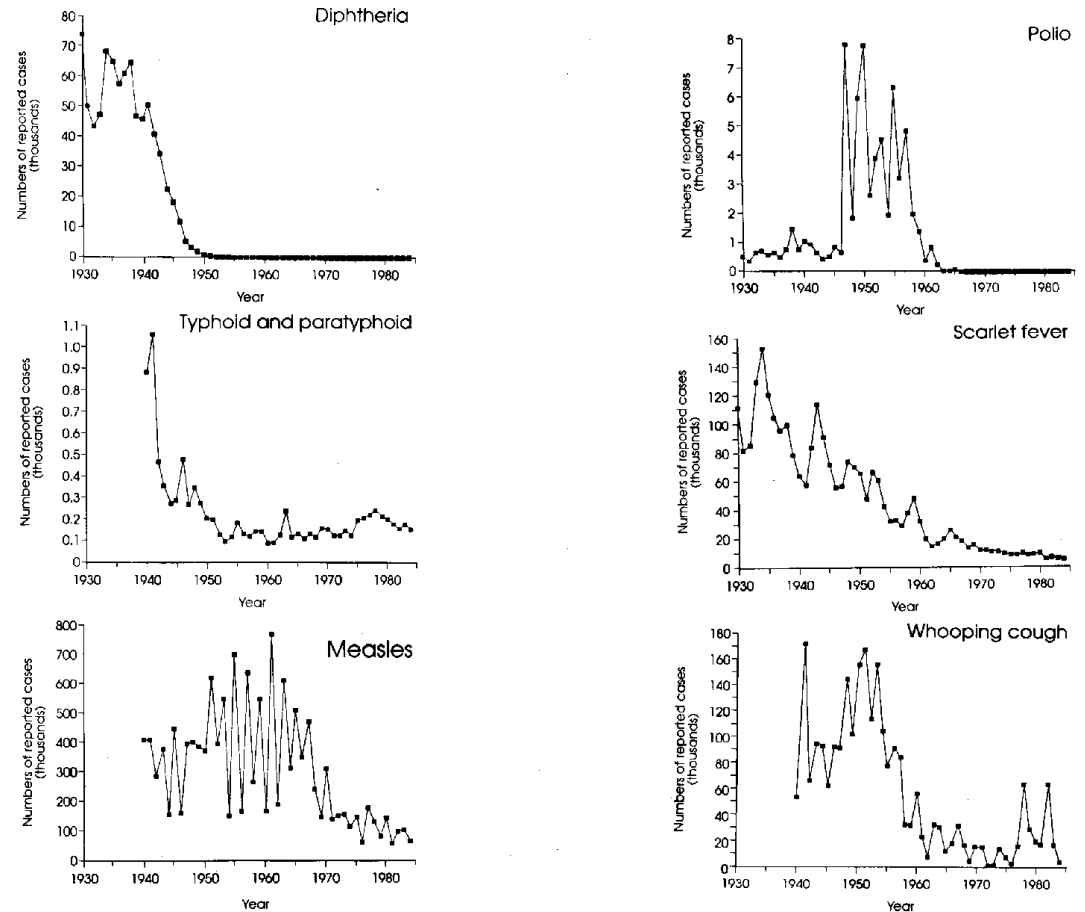 Diphtheria
Numbers of reported cases
(thousands)
80
70
60
50
40
30
20
10
0
1930 1940 1950 1960 1970 1980
Year
Polio
Numbers of reported cases
(thousands)
8
7
6
5
4
3
2
1
0
1930 1940 1950 1960 1970 1980
Year
Typhoid and paratyphoid
Numbers of reported cases
(thousands)
1.1
1.0
0.9
0.8
0.7
0.6
0.5
0.4
0.3
0.2
0.1
0
1930 1940 1950 1960 1970 1980
Year
Scarlet fever
Numbers of reported cases
(thousands)
160
140
120
100
80
60
40
20
0
1930 1940 1950 1960 1970 1980
Year
Measles
Numbers of reported cases
(thousands)
800
700
600
500
400
300
200
100
0
1930 1940 1950 1960 1970 1980
Year
Whooping cough
Numbers of reported cases
(thousands)
180
160
140
120
100
80
60
40
20
0
1930 1940 1950 1960 1970 1980
Year